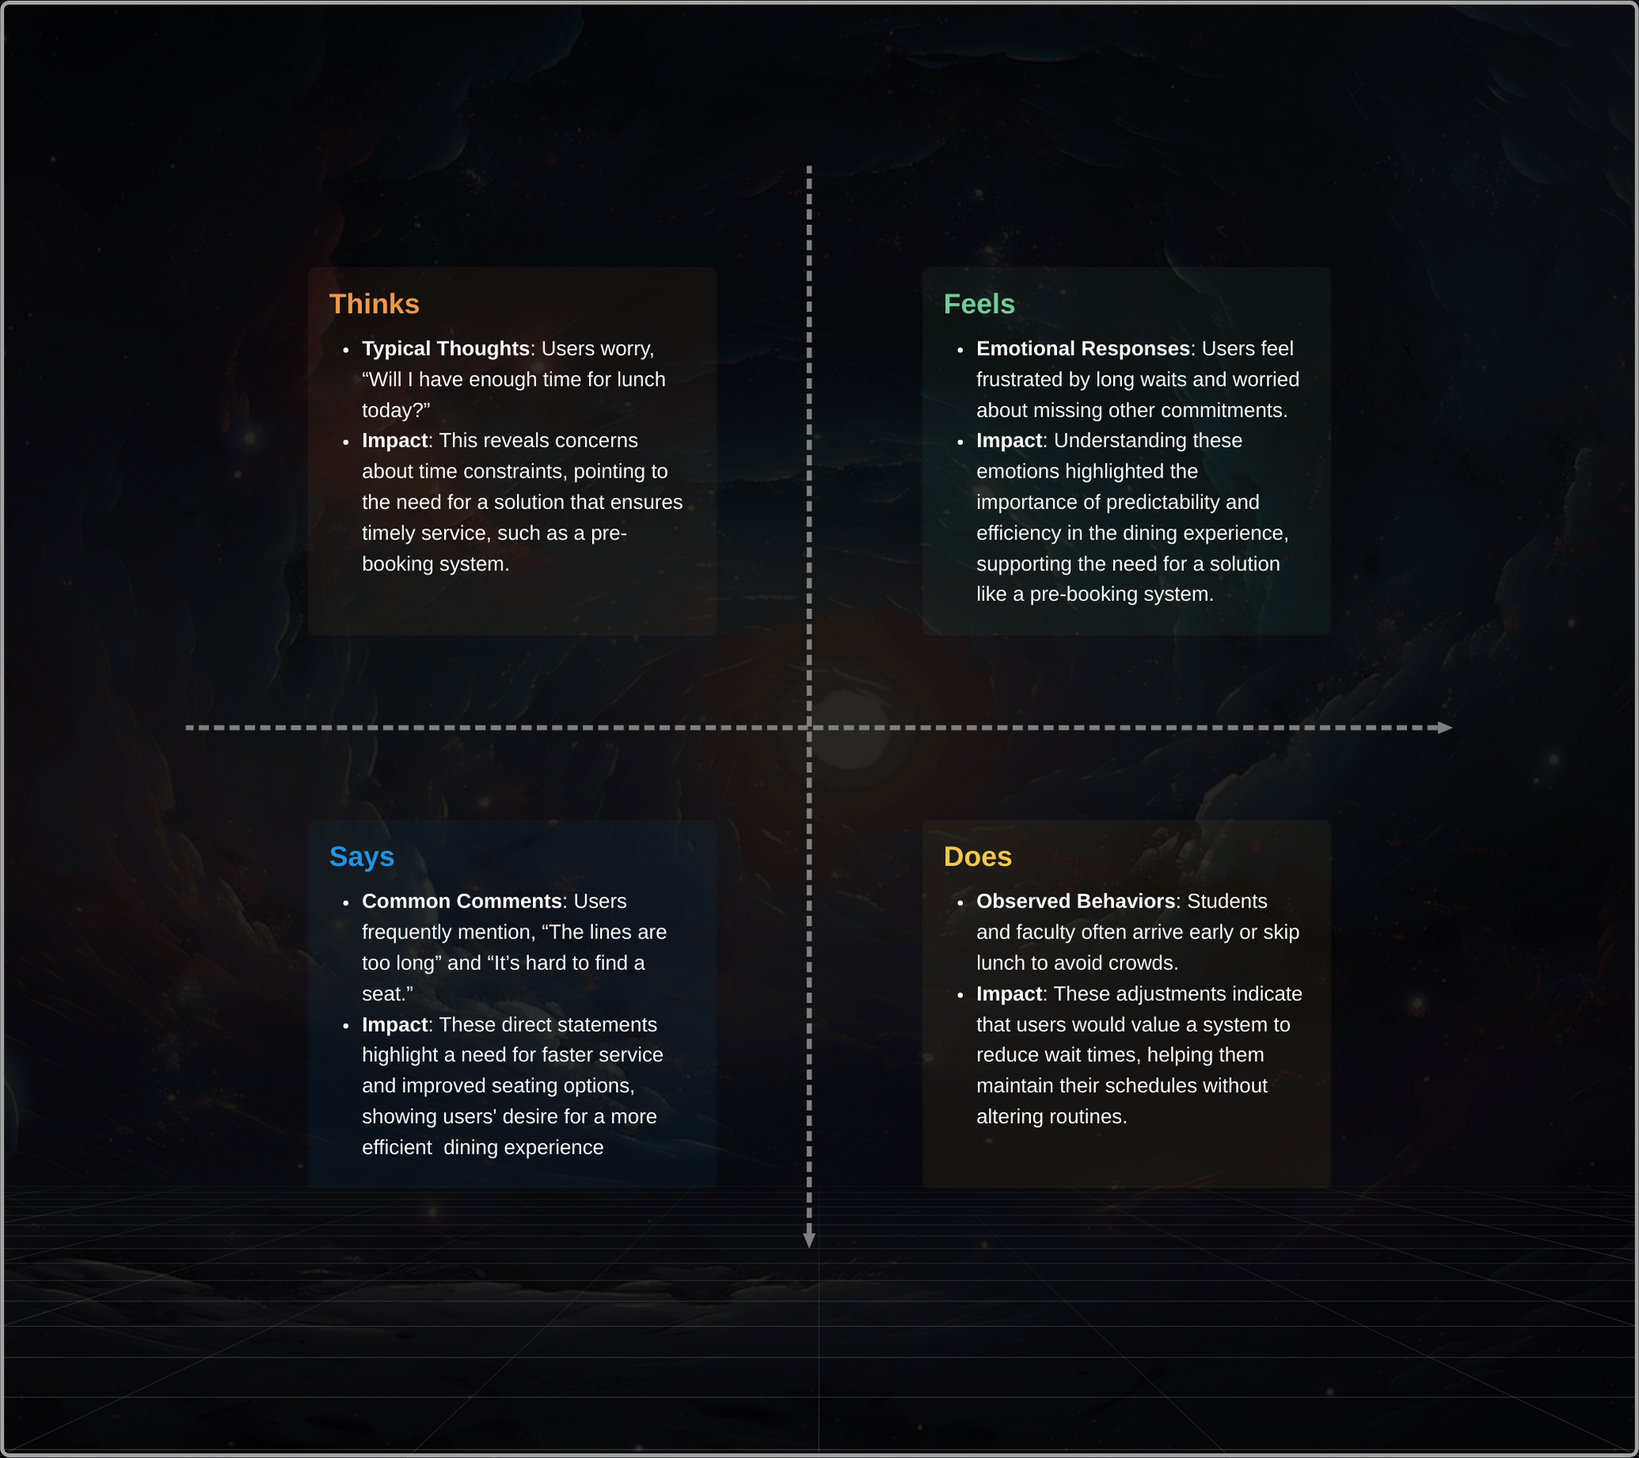 Thinks
• Typical Thoughts: Users worry,
“Will I have enough time for lunch
today?”
• Impact: This reveals concerns
about time constraints, pointing to
the need for a solution that ensures
timely service, such as a pre-
booking system.
Feels
• Emotional Responses: Users feel
frustrated by long waits and worried
about missing other commitments.
• Impact: Understanding these
emotions highlighted the
importance of predictability and
efficiency in the dining experience,
supporting the need for a solution
like a pre-booking system.
Says
• Common Comments: Users
frequently mention, “The lines are
too long” and “It’s hard to find a
seat.”
• Impact: These direct statements
highlight a need for faster service
and improved seating options,
showing users' desire for a more
efficient  dining experience
Does
• Observed Behaviors: Students
and faculty often arrive early or skip
lunch to avoid crowds.
• Impact: These adjustments indicate
that users would value a system to
reduce wait times, helping them
maintain their schedules without
altering routines.